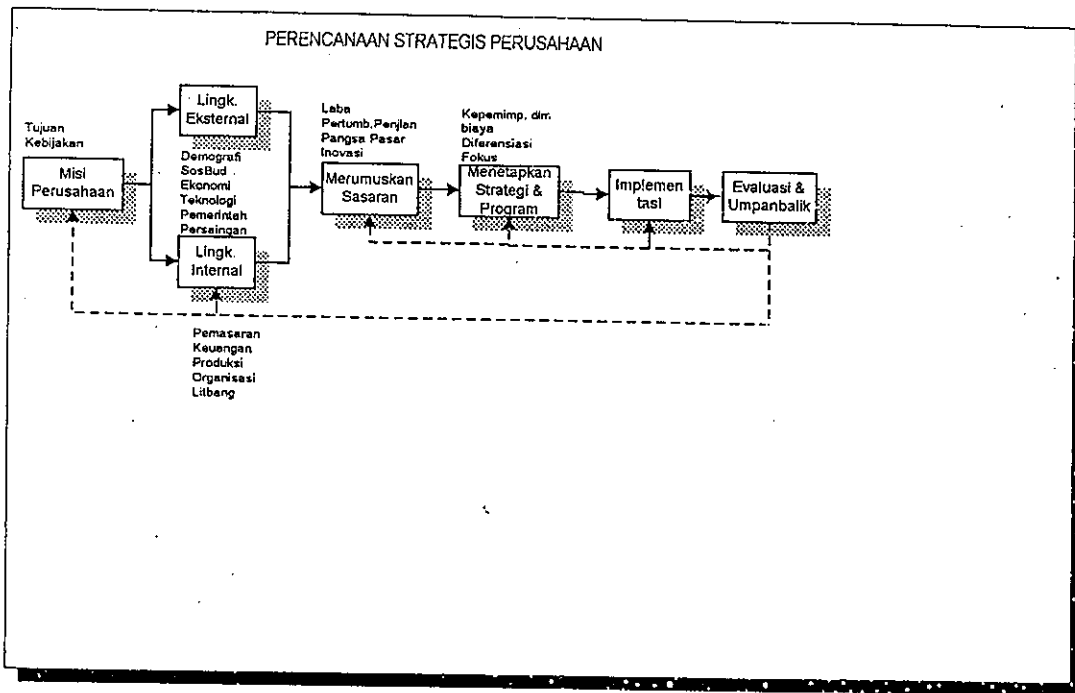 PERENCANAAN STRATEGIS PERUSAHAAN
Tujuan
Kebijakan
Misi
Perusahaan
Lingk.
Eksternal
Demografi
SosBud
Ekonomi
Teknologi
Pemerintah
Persaingan
Lingk.
Internal
Pemasaran
Keuangan
Produksi
Organisasi
Litbang
Laba
Pertumb.Penjlan
Pangsa Pasar
Inovasi
Merumuskan
Sasaran
Kepemimp, dlm.
biaya
Diferensiasi
Fokus
Menetapkan
Strategi &
Program
Implemen
tasi
Evaluasi &
Umpanbalik